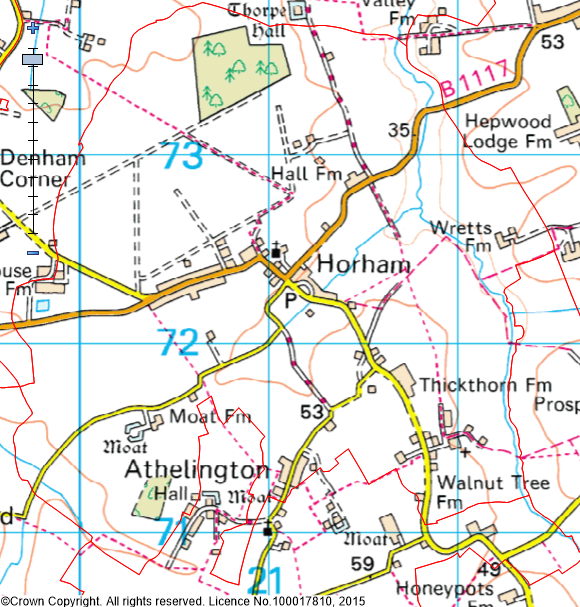 Thorpe
Hall
Valley
Fm
53
B 1117
35
Hepwood
Lodge Fm
Denham
Corner
73
Hall Fm
Wretts
Fm
Horham
ouse
Fm
P
72
Thickthorn Fm
53
Moat Fm
Prosp
Moat
Athelington
Hall
Moat
Walnut Tree
Fm
d
71
Moat
59
49
21
Honeypots
Fm
©Crown Copyright. All rights reserved. Licence No.100017810, 2015